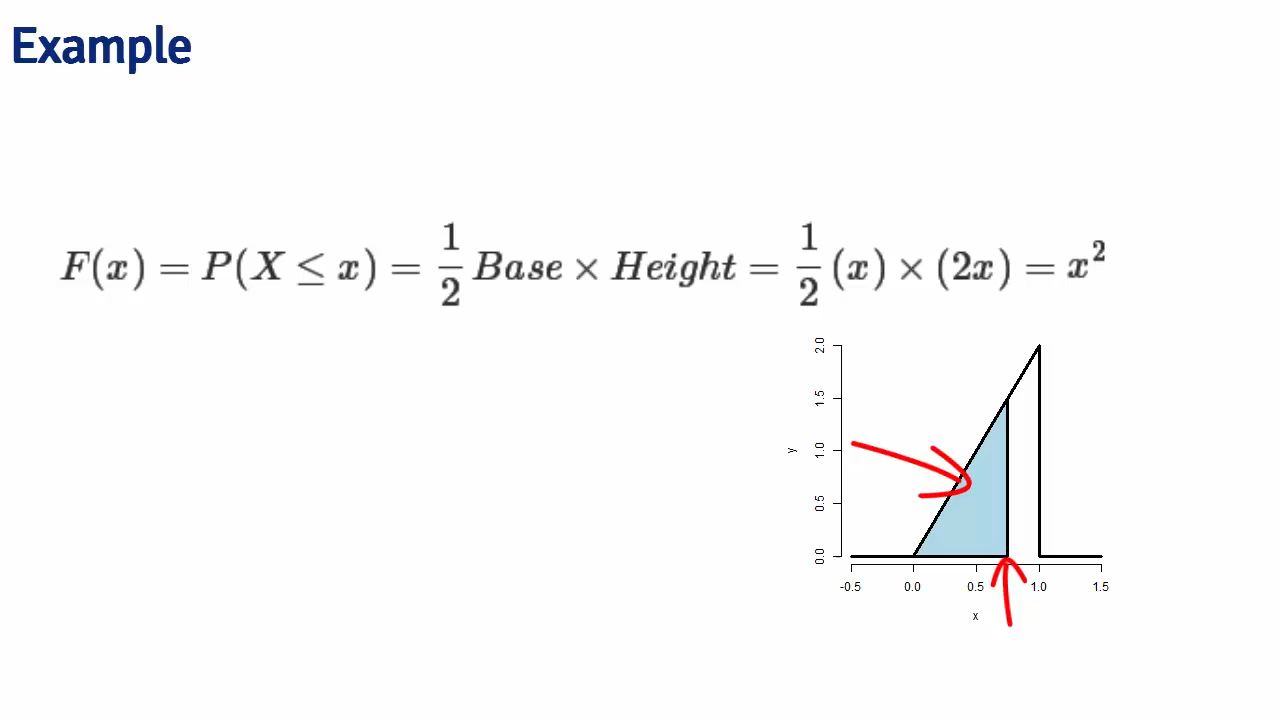 Example
F(x) = P(X ≤ x) = 1/2 Base × Height = 1/2 (x) × (2x) = x²
2.0
1.5
1.0
0.5
0.0
y
-0.5 0.0 0.5 1.0 1.5
x